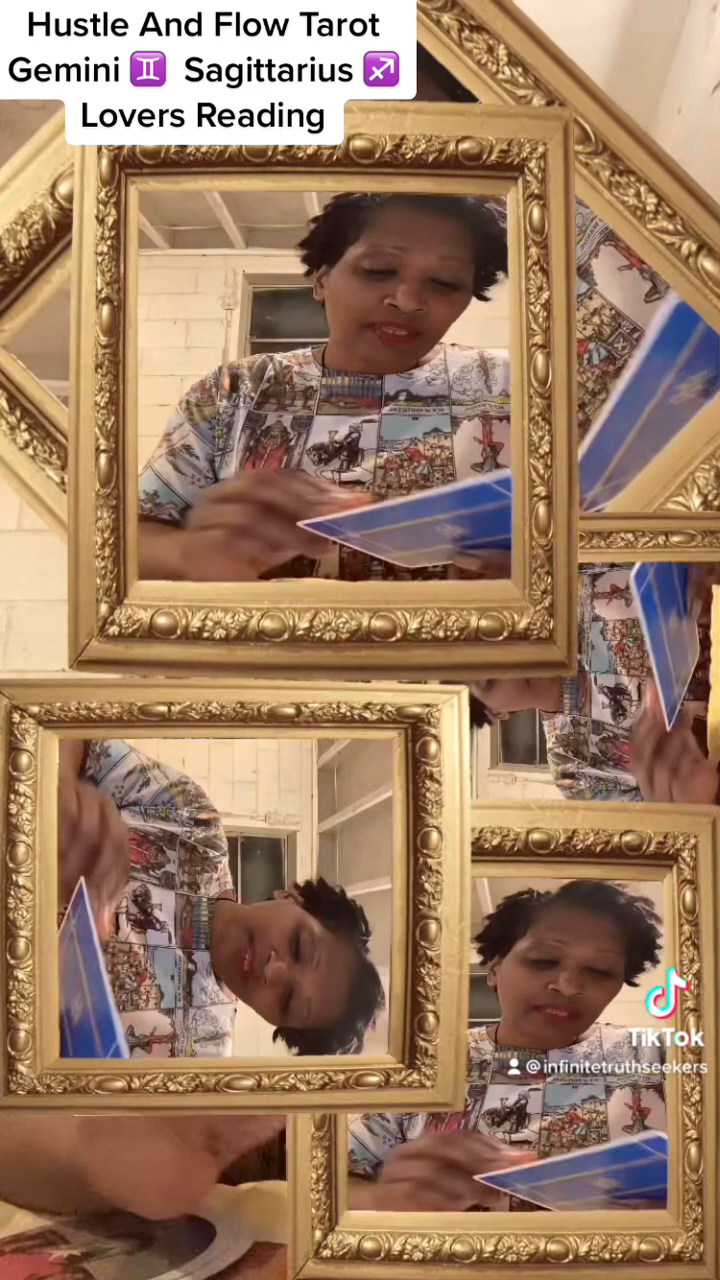 Hustle And Flow Tarot
Gemini ♊ Sagittarius ♐
Lovers Reading
TikTok
@infinitetruthseekers